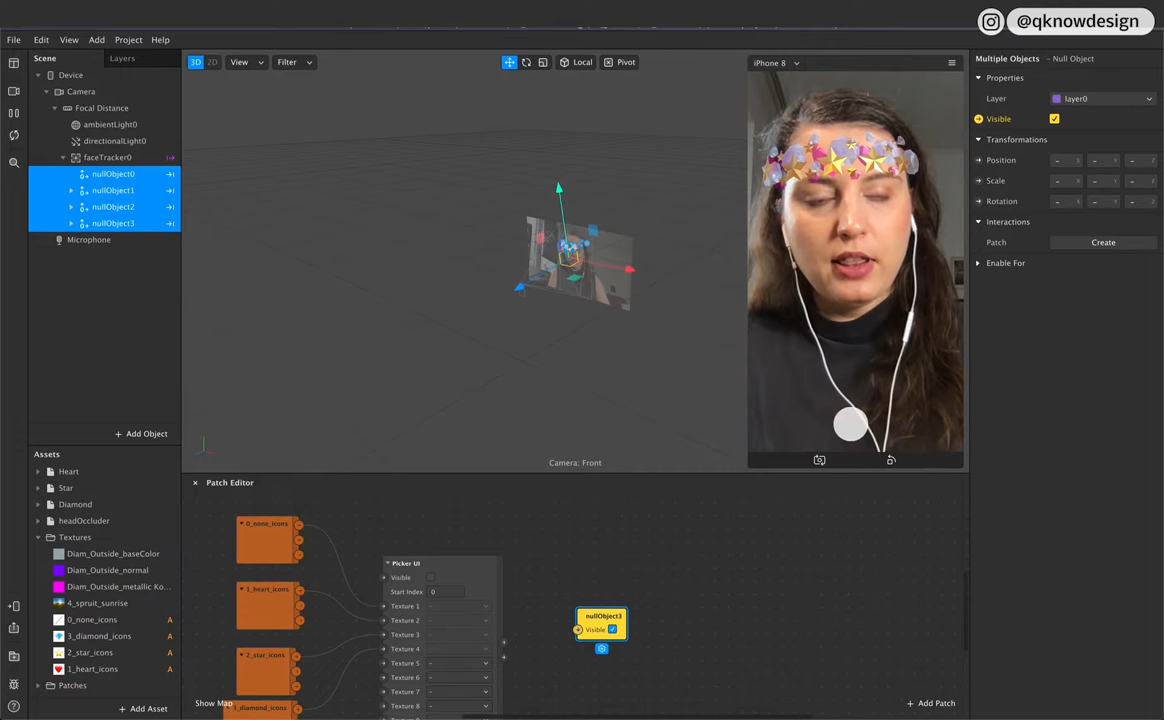 @qknowdesign
File Edit View Add Project Help
Scene Layers
Device
Camera
Focal Distance
ambientLight0
directionalLight0
faceTracker0
nullObject0
nullObject1
nullObject2
nullObject3
Microphone
+ Add Object
Assets
Heart
Star
Diamond
headOccluder
Textures
Diam_Outside_baseColor
Diam_Outside_normal
Diam_Outside_metallic Ko...
4_spruit_sunrise
0_none_icons A
3_diamond_icons A
2_star_icons A
1_heart_icons A
Patches
+ Add Asset
3D 2D View Filter Local Pivot
Camera: Front
iPhone 8
Multiple Objects - Null Object
Properties
Layer layer0
Visible
Transformations
Position - X - Y - Z
Scale - X - Y - Z
Rotation - X - Y - Z
Interactions
Patch Create
Enable For
× Patch Editor
0_none_icons
1_heart_icons
2_star_icons
3_diamond_icons
Picker UI
Visible
Start Index 0
Texture 1 -
Texture 2 -
Texture 3 -
Texture 4 -
Texture 5 -
Texture 6 -
Texture 7 -
Texture 8 -
nullObject3
Visible
Show Map
+ Add Patch